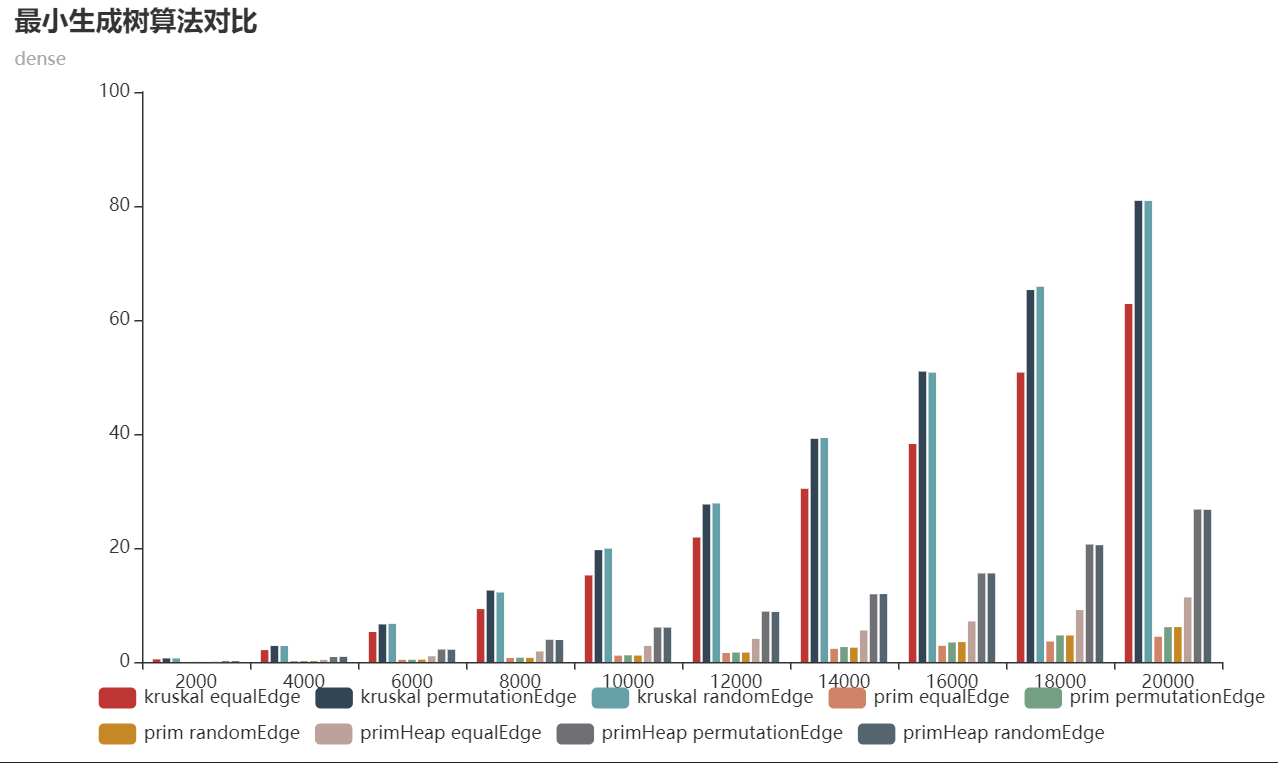 最小生成树算法对比
dense
100
80
60
40
20
0
2000 4000 6000 8000 10000 12000 14000 16000 18000 20000
kruskal equalEdge kruskal permutationEdge kruskal randomEdge prim equalEdge prim permutationEdge
prim randomEdge primHeap equalEdge primHeap permutationEdge primHeap randomEdge